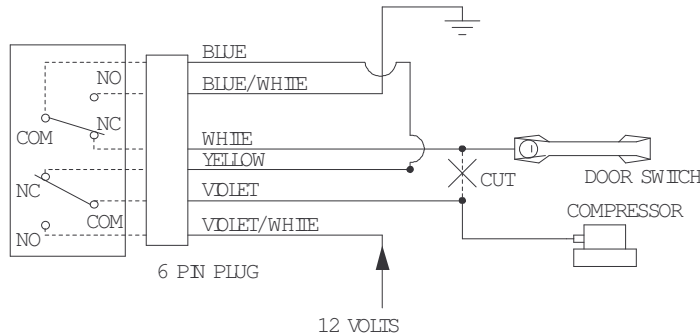 BLUE
NO
BLUE/WHITE
NC
COM
WHITE
YELLOW
CUT
DOOR SWITCH
NC
VIOLET
COM
COMPRESSOR
NO
VIOLET/WHITE
6 PIN PLUG
12 VOLTS